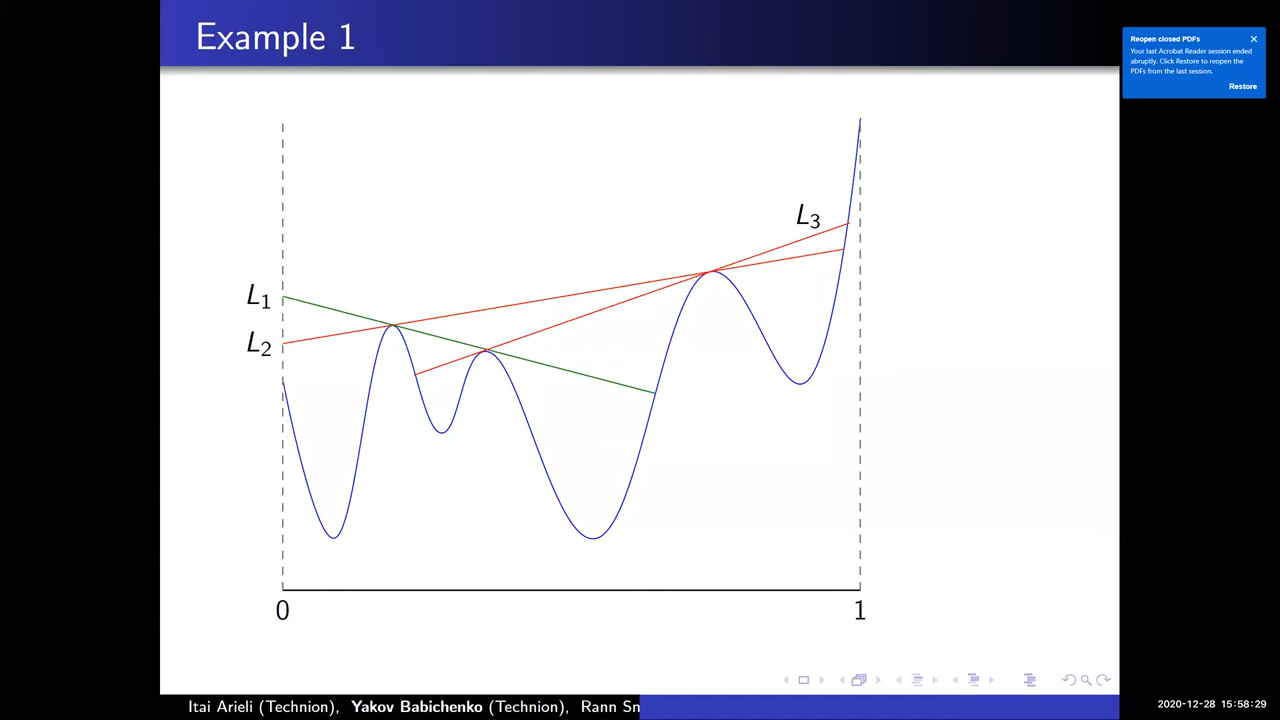 Example 1
Reopen closed PDFs
Your last Acrobat Reader session ended
abruptly. Click Restore to reopen the
PDFs from the last session.
Restore
L3
L1
L2
0
1
Itai Arieli (Technion), Yakov Babichenko (Technion), Rann Sn
2020-12-28 15:58:29